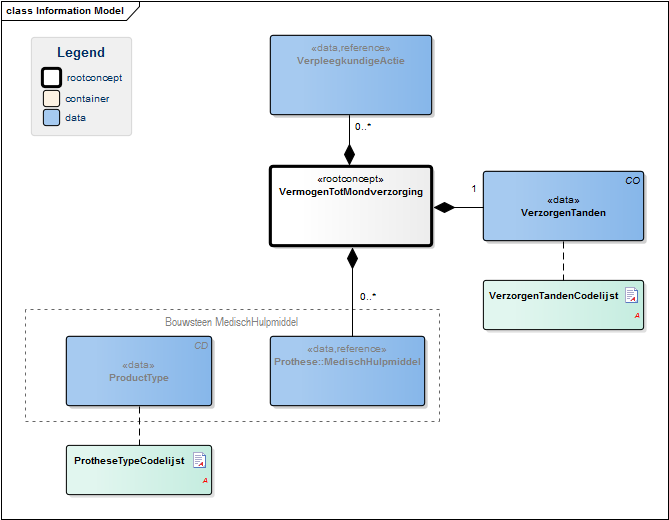 class Information Model
Legend
rootconcept
container
data
«data,reference»
VerpleegkundigeActie
0..*
«rootconcept»
VermogenTotMondverzorging
1
CO
«data»
VerzorgenTanden
VerzorgenTandenCodelijst
A
0..*
Bouwsteen MedischHulpmiddel
CD
«data»
ProductType
«data,reference»
Prothese::MedischHulpmiddel
ProtheseTypeCodelijst
A